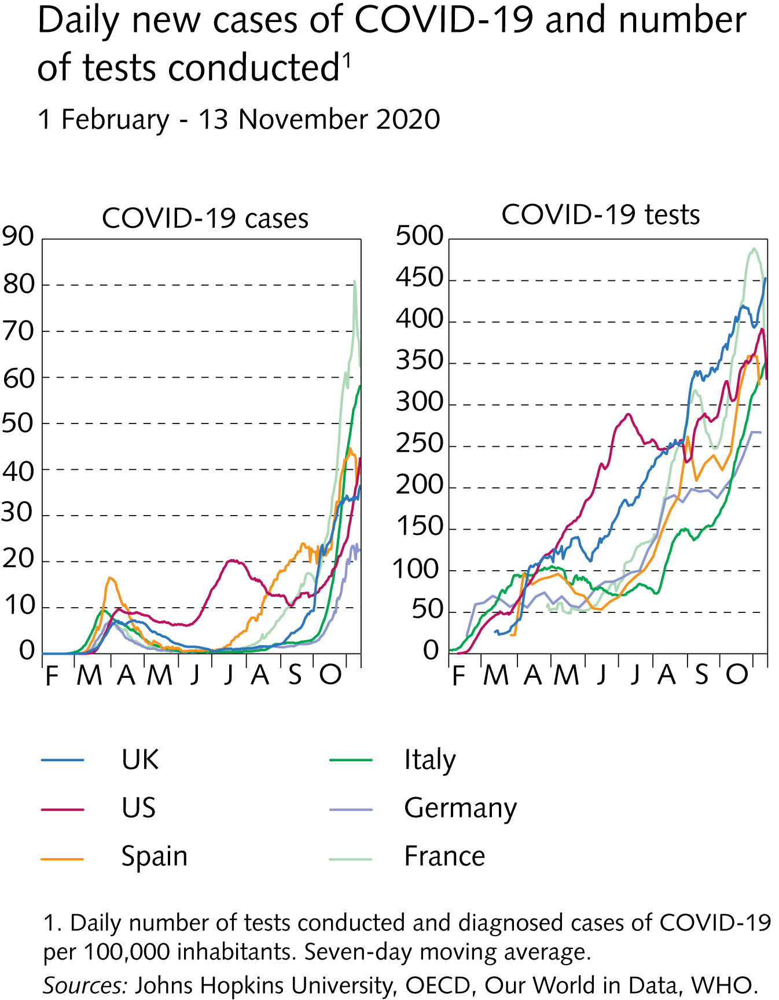 Daily new cases of COVID-19 and number
of tests conducted¹
1 February - 13 November 2020
COVID-19 cases
90
80
70
60
50
40
30
20
10
0
F M A M J J A S O
COVID-19 tests
500
450
400
350
300
250
200
150
100
50
0
F M A M J J A S O
UK
US
Spain
Italy
Germany
France
1. Daily number of tests conducted and diagnosed cases of COVID-19
per 100,000 inhabitants. Seven-day moving average.
Sources: Johns Hopkins University, OECD, Our World in Data, WHO.